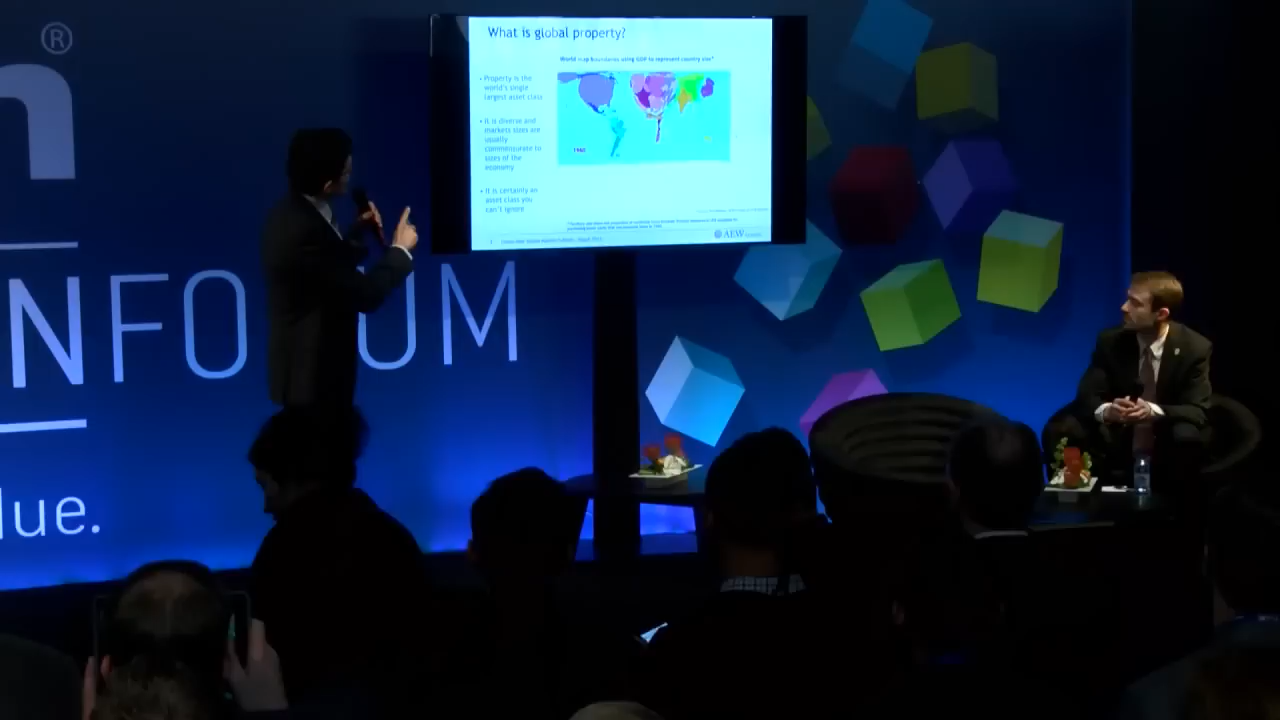 ®
n
NFORUM
lue.
What is global property?
World map boundaries using GDP to represent country size*
• Property is the
world's single
largest asset class
• It is diverse and
markets sizes are
usually
commensurate to
sizes of the
economy
• It is certainly an
asset class you
can't ignore
1960
AEW